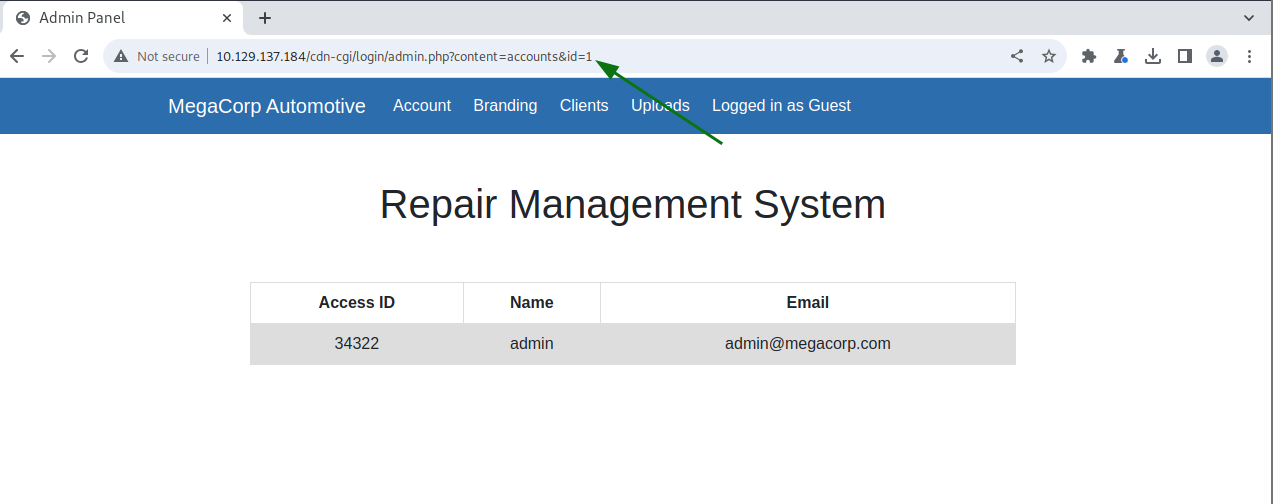 Admin Panel
Not secure 10.129.137.184/cdn-cgi/login/admin.php?content=accounts&id=1
MegaCorp Automotive Account Branding Clients Uploads Logged in as Guest
Repair Management System
Access ID Name Email
34322 admin admin@megacorp.com